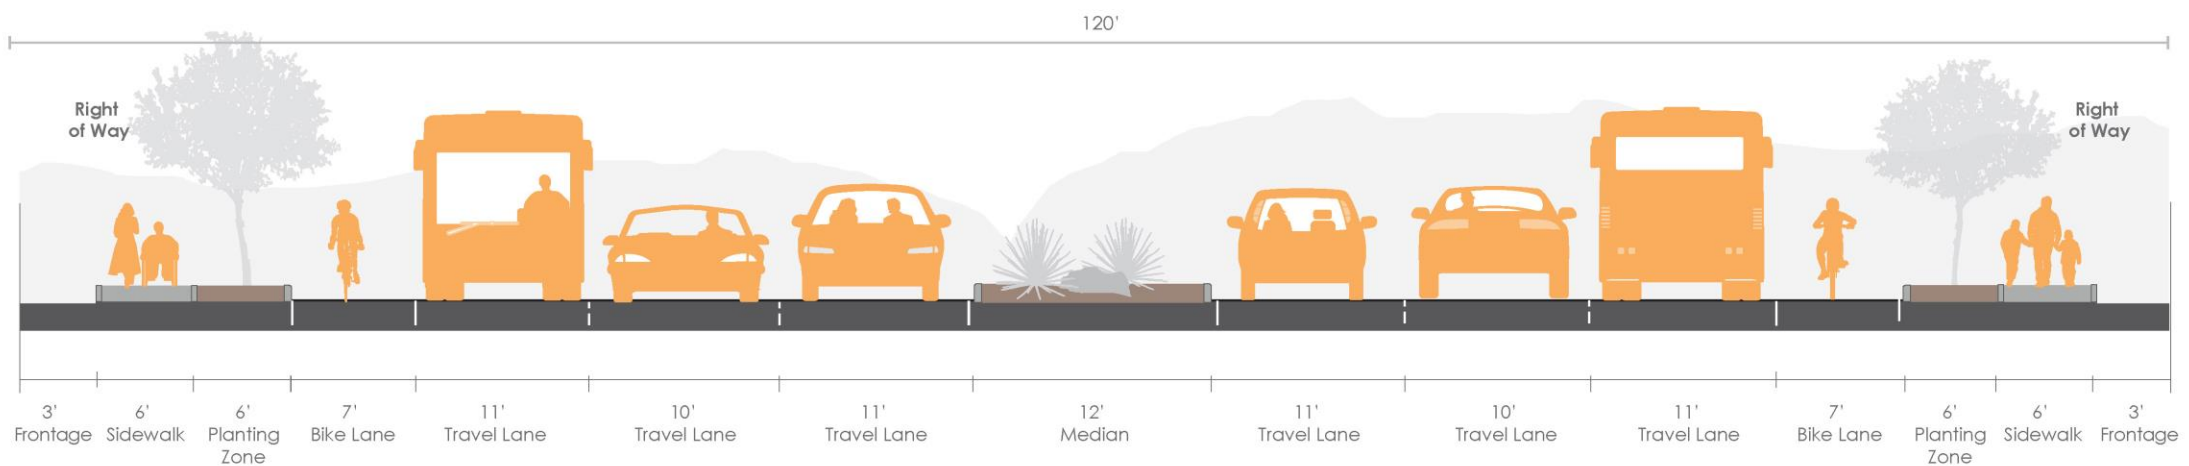 120'
Right
of Way
Right
of Way
3' 6' 6' 7' 11' 10' 11' 12' 11' 10' 11' 7' 6' 6' 3'
Frontage Sidewalk Planting Bike Lane Travel Lane Travel Lane Travel Lane Median Travel Lane Travel Lane Travel Lane Bike Lane Planting Sidewalk Frontage
Zone Zone